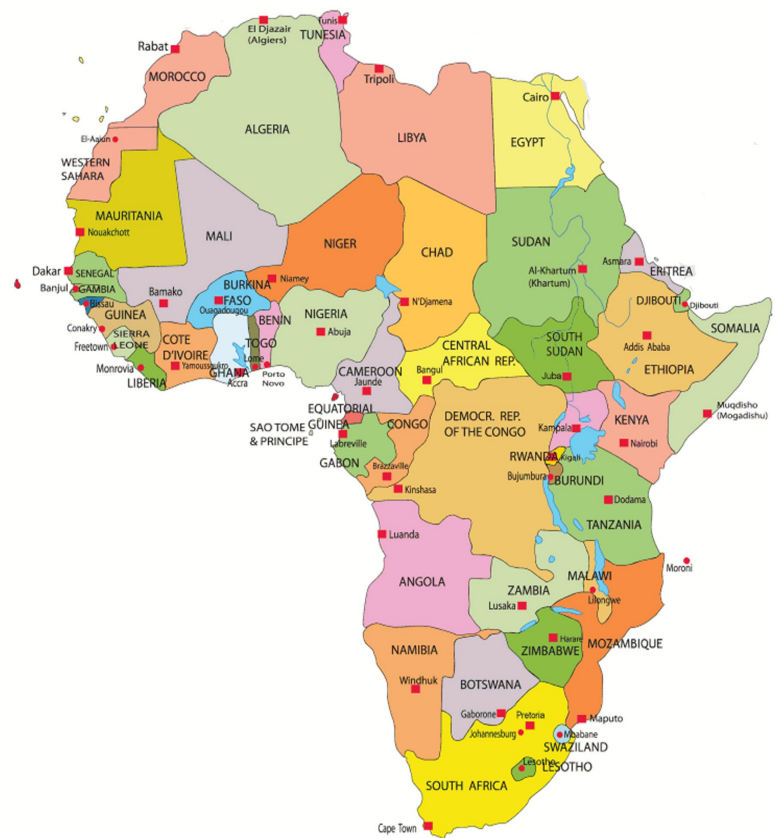 Tunis
El Djazair
(Algiers)
TUNESIA
Rabat
MOROCCO
Tripoli
Cairo
ALGERIA
LIBYA
EGYPT
El-Aajun
WESTERN
SAHARA
MAURITANIA
Nouakchott
MALI
NIGER
CHAD
SUDAN
Asmara
ERITREA
Al-Khartum
(Khartum)
Dakar
SENEGAL
Banjul
GAMBIA
Bissau
Bamako
BURKINA
FASO
Ouagadougou
Niamey
N'Djamena
DJIBOUTI
Djibouti
GUINEA
Conakry
SIERRA
LEONE
Freetown
Monrovia
LIBERIA
COTE
D'IVOIRE
Yamoussoukro
GHANA
Accra
TOGO
Lome
BENIN
Porto
Novo
NIGERIA
Abuja
SOMALIA
Addis Ababa
ETHIOPIA
SOUTH
SUDAN
Juba
CENTRAL
AFRICAN REP.
Bangul
CAMEROON
Jaunde
EQUATORIAL
GUINEA
SAO TOME
& PRINCIPE
Labreville
GABON
CONGO
Brazzaville
Kinshasa
DEMOCR. REP.
OF THE CONGO
Kampala
KENYA
Nairobi
Muqdisho
(Mogadishu)
RWANDA
Kigali
Bujumbura
BURUNDI
Dodama
TANZANIA
Luanda
ANGOLA
ZAMBIA
Lusaka
MALAWI
Lilongwe
Moroni
MOZAMBIQUE
Harare
ZIMBABWE
NAMIBIA
Windhuk
BOTSWANA
Gaborone
Pretoria
Johannesburg
Maputo
Mbabane
SWAZILAND
Lesotho
LESOTHO
SOUTH AFRICA
Cape Town